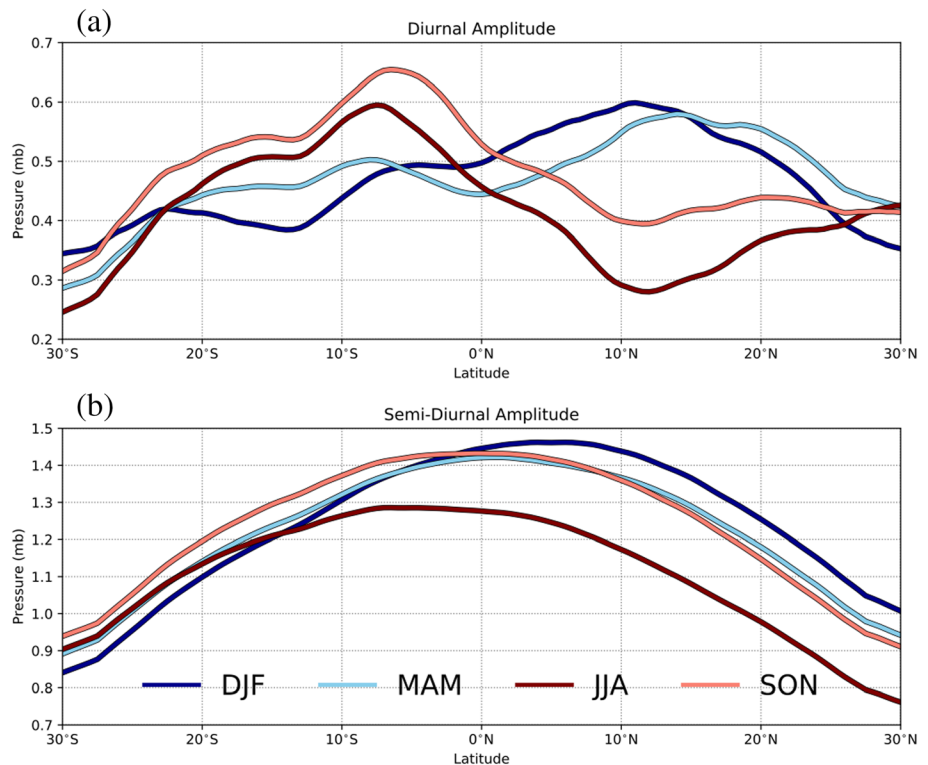 (a)
Diurnal Amplitude
0.7
0.6
0.5
0.4
0.3
0.2
Pressure (mb)
30°S 20°S 10°S 0°N 10°N 20°N 30°N
Latitude
(b)
Semi-Diurnal Amplitude
1.5
1.4
1.3
1.2
1.1
1.0
0.9
0.8
0.7
Pressure (mb)
DJF MAM JJA SON
30°S 20°S 10°S 0°N 10°N 20°N 30°N
Latitude